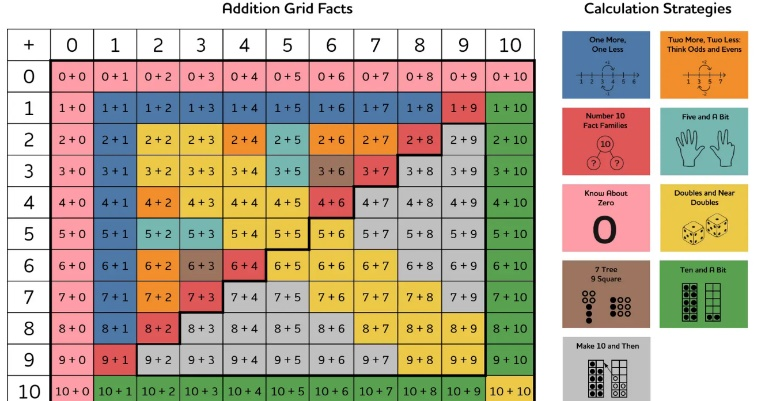 Addition Grid Facts
+ 0 1 2 3 4 5 6 7 8 9 10
0 0 + 0 0 + 1 0 + 2 0 + 3 0 + 4 0 + 5 0 + 6 0 + 7 0 + 8 0 + 9 0 + 10
1 1 + 0 1 + 1 1 + 2 1 + 3 1 + 4 1 + 5 1 + 6 1 + 7 1 + 8 1 + 9 1 + 10
2 2 + 0 2 + 1 2 + 2 2 + 3 2 + 4 2 + 5 2 + 6 2 + 7 2 + 8 2 + 9 2 + 10
3 3 + 0 3 + 1 3 + 2 3 + 3 3 + 4 3 + 5 3 + 6 3 + 7 3 + 8 3 + 9 3 + 10
4 4 + 0 4 + 1 4 + 2 4 + 3 4 + 4 4 + 5 4 + 6 4 + 7 4 + 8 4 + 9 4 + 10
5 5 + 0 5 + 1 5 + 2 5 + 3 5 + 4 5 + 5 5 + 6 5 + 7 5 + 8 5 + 9 5 + 10
6 6 + 0 6 + 1 6 + 2 6 + 3 6 + 4 6 + 5 6 + 6 6 + 7 6 + 8 6 + 9 6 + 10
7 7 + 0 7 + 1 7 + 2 7 + 3 7 + 4 7 + 5 7 + 6 7 + 7 7 + 8 7 + 9 7 + 10
8 8 + 0 8 + 1 8 + 2 8 + 3 8 + 4 8 + 5 8 + 6 8 + 7 8 + 8 8 + 9 8 + 10
9 9 + 0 9 + 1 9 + 2 9 + 3 9 + 4 9 + 5 9 + 6 9 + 7 9 + 8 9 + 9 9 + 10
10 10 + 0 10 + 1 10 + 2 10 + 3 10 + 4 10 + 5 10 + 6 10 + 7 10 + 8 10 + 9 10 + 10
Calculation Strategies
One More,
One Less
+1
1 2 3 4 5 6
-1
Two More, Two Less:
Think Odds and Evens
+2
1 3 5 7
-2
Number 10
Fact Families
10
? ?
Five and A Bit
Know About
Zero
0
Doubles and Near
Doubles
7 Tree
9 Square
Ten and A Bit
Make 10 and Then